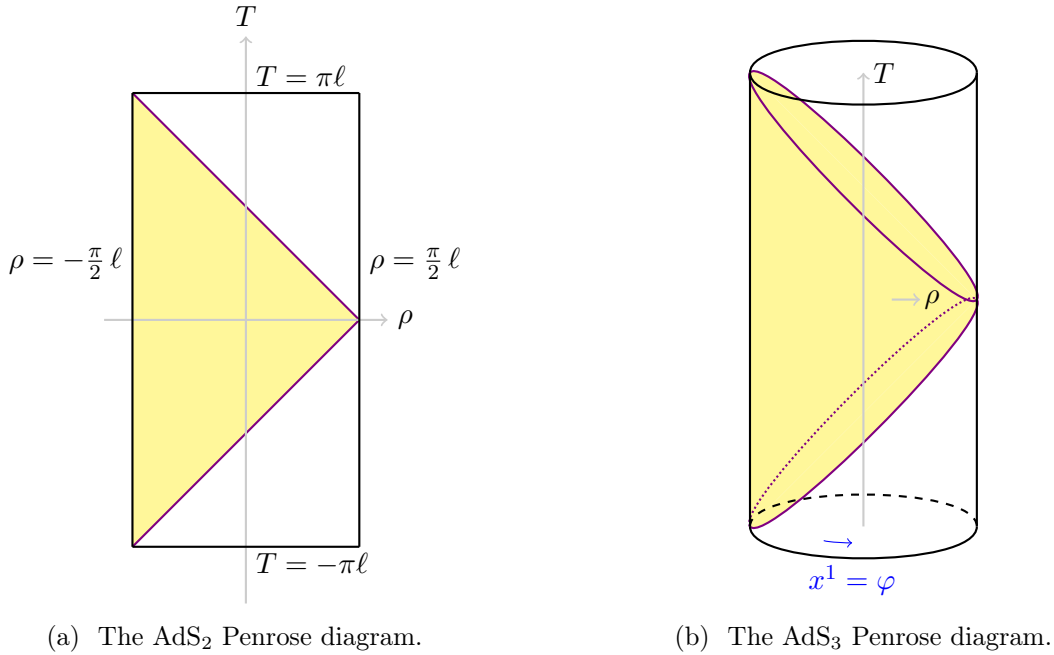 T
T = πℓ
ρ = −π/2 ℓ
ρ = π/2 ℓ
ρ
T = −πℓ
(a) The AdS₂ Penrose diagram.
T
ρ
x¹ = φ
(b) The AdS₃ Penrose diagram.